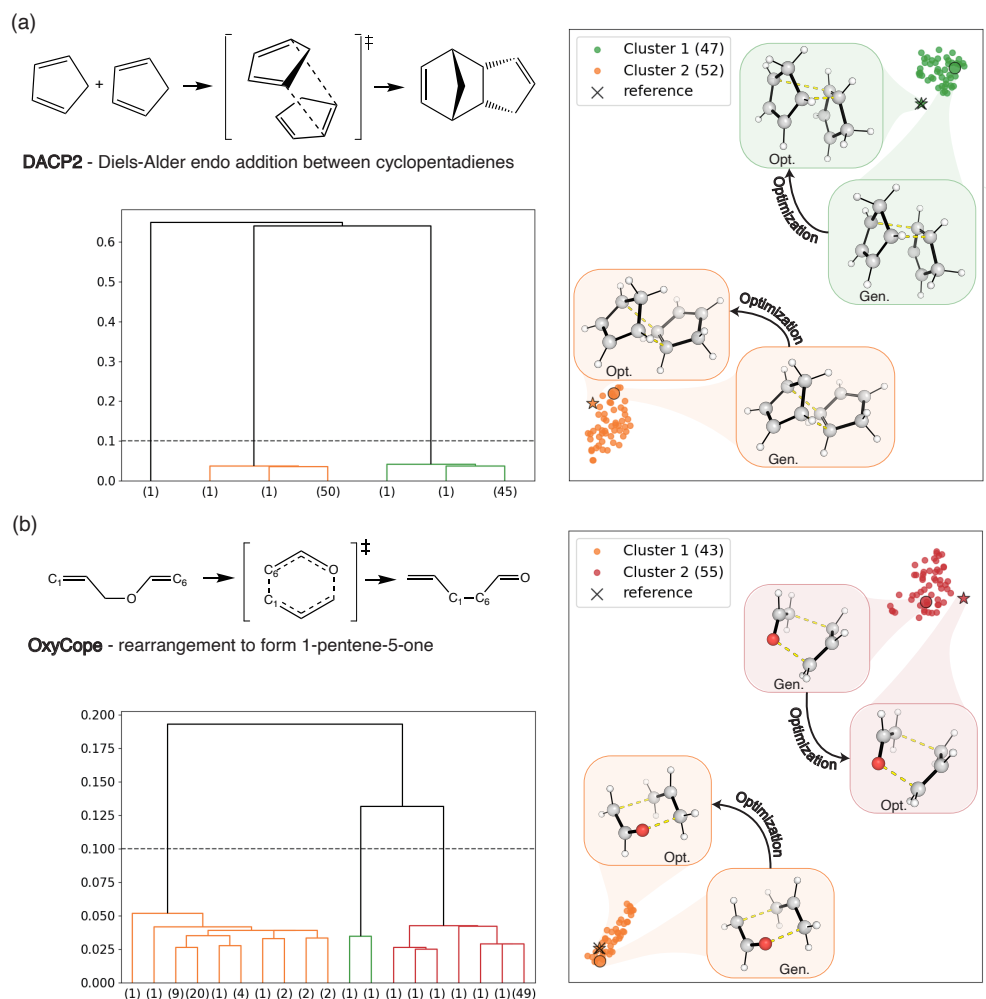 (a)
+
‡
DACP2 - Diels-Alder endo addition between cyclopentadienes
0.6
0.5
0.4
0.3
0.2
0.1
0.0
(1) (1) (1) (50) (1) (1) (45)
Cluster 1 (47)
Cluster 2 (52)
reference
Opt.
Optimization
Gen.
Optimization
Opt.
Gen.
(b)
C1 O C6
‡
C6 O
C1
O
C1 C6
OxyCope - rearrangement to form 1-pentene-5-one
0.200
0.175
0.150
0.125
0.100
0.075
0.050
0.025
0.000
(1) (1) (9) (20) (1) (4) (1) (2) (2) (2) (1) (1) (1) (1) (1) (1) (1) (1) (49)
Cluster 1 (43)
Cluster 2 (55)
reference
Gen.
Optimization
Opt.
Optimization
Opt.
Gen.